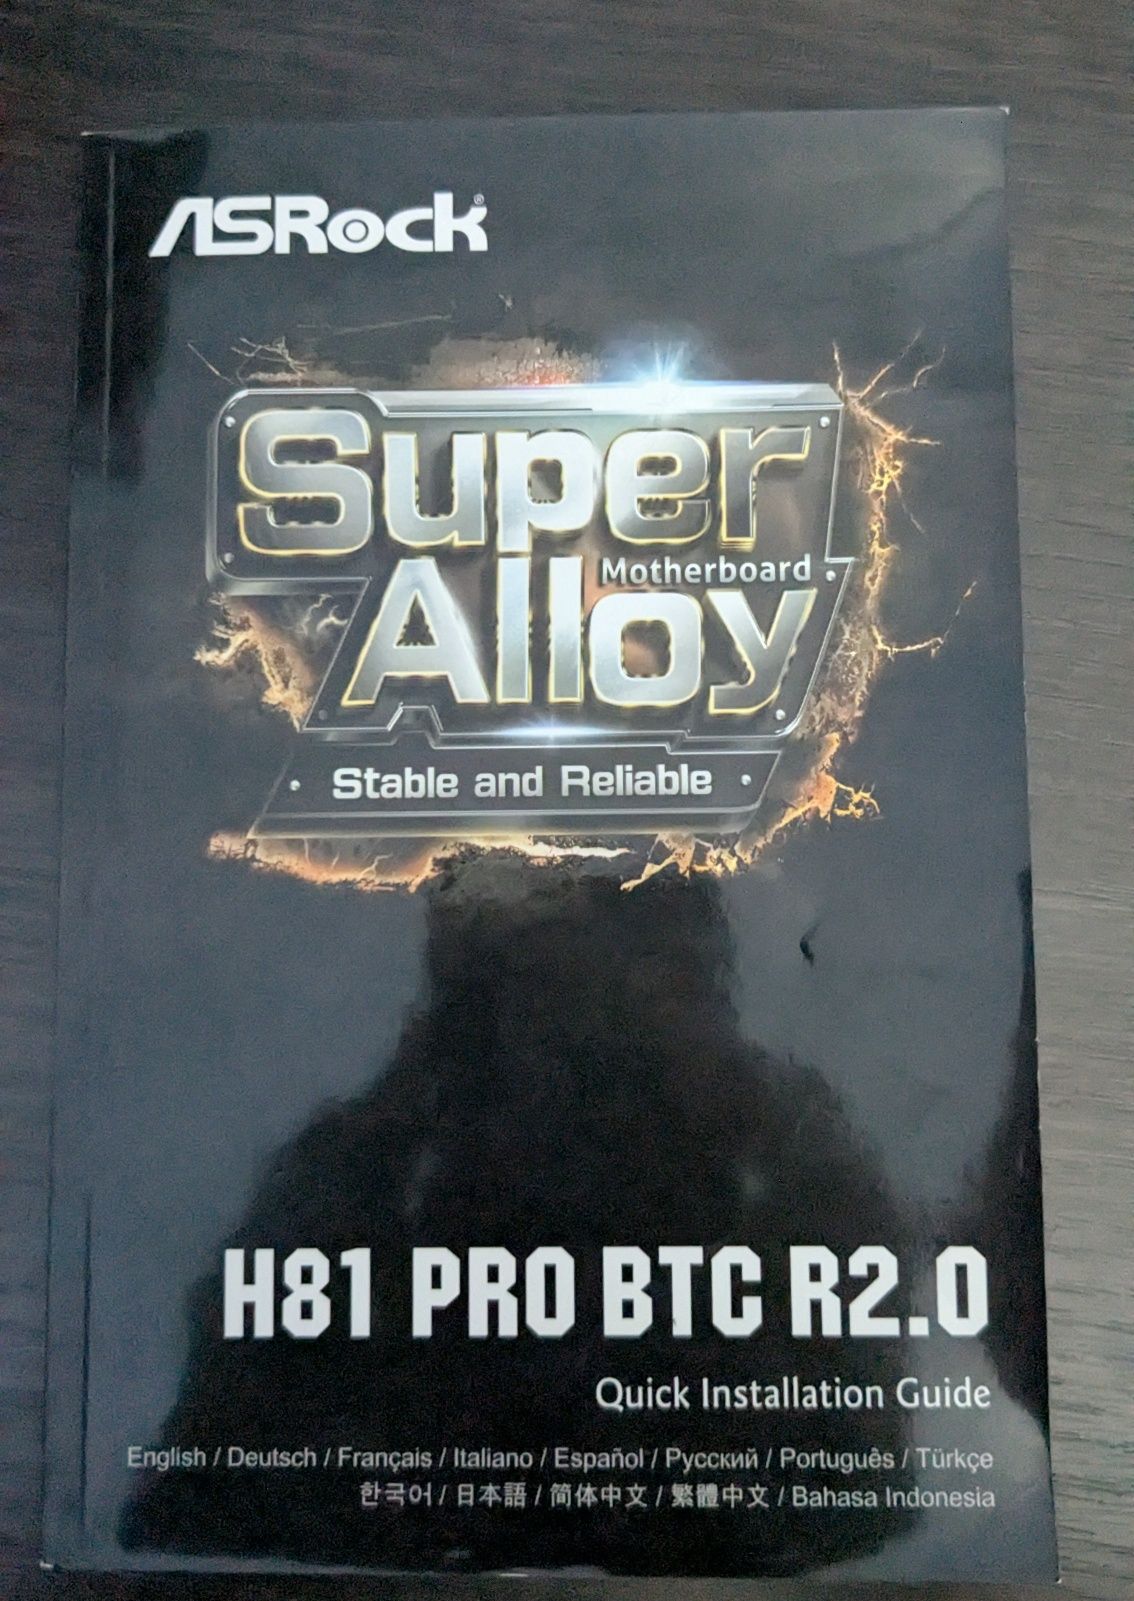 ASRock®
Super
Alloy
Motherboard
Stable and Reliable
H81 PRO BTC R2.0
Quick Installation Guide
English / Deutsch / Français / Italiano / Español / Русский / Português / Türkçe
한국어 / 日本語 / 简体中文 / 繁體中文 / Bahasa Indonesia